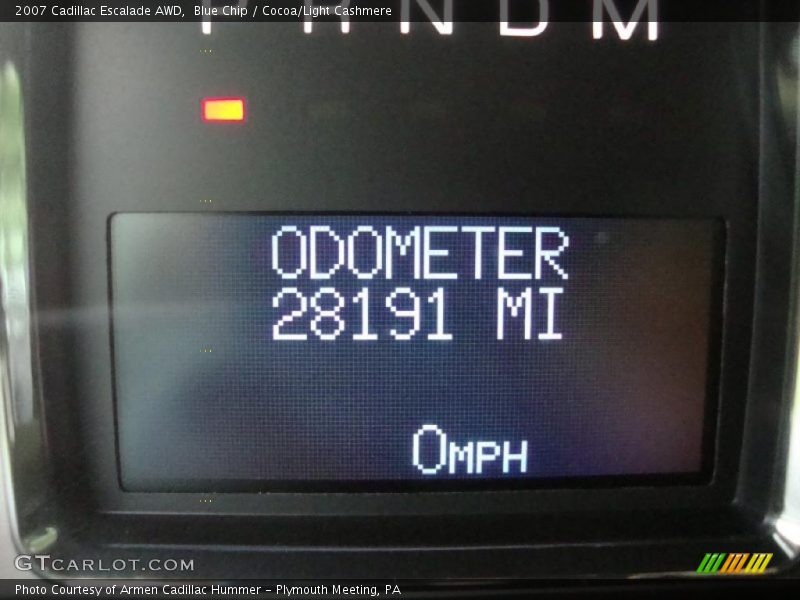 2007 Cadillac Escalade AWD, Blue Chip / Cocoa/Light Cashmere
P R N D M
ODOMETER
28191 MI
0MPH
GTCARLOT.COM
Photo Courtesy of Armen Cadillac Hummer - Plymouth Meeting, PA